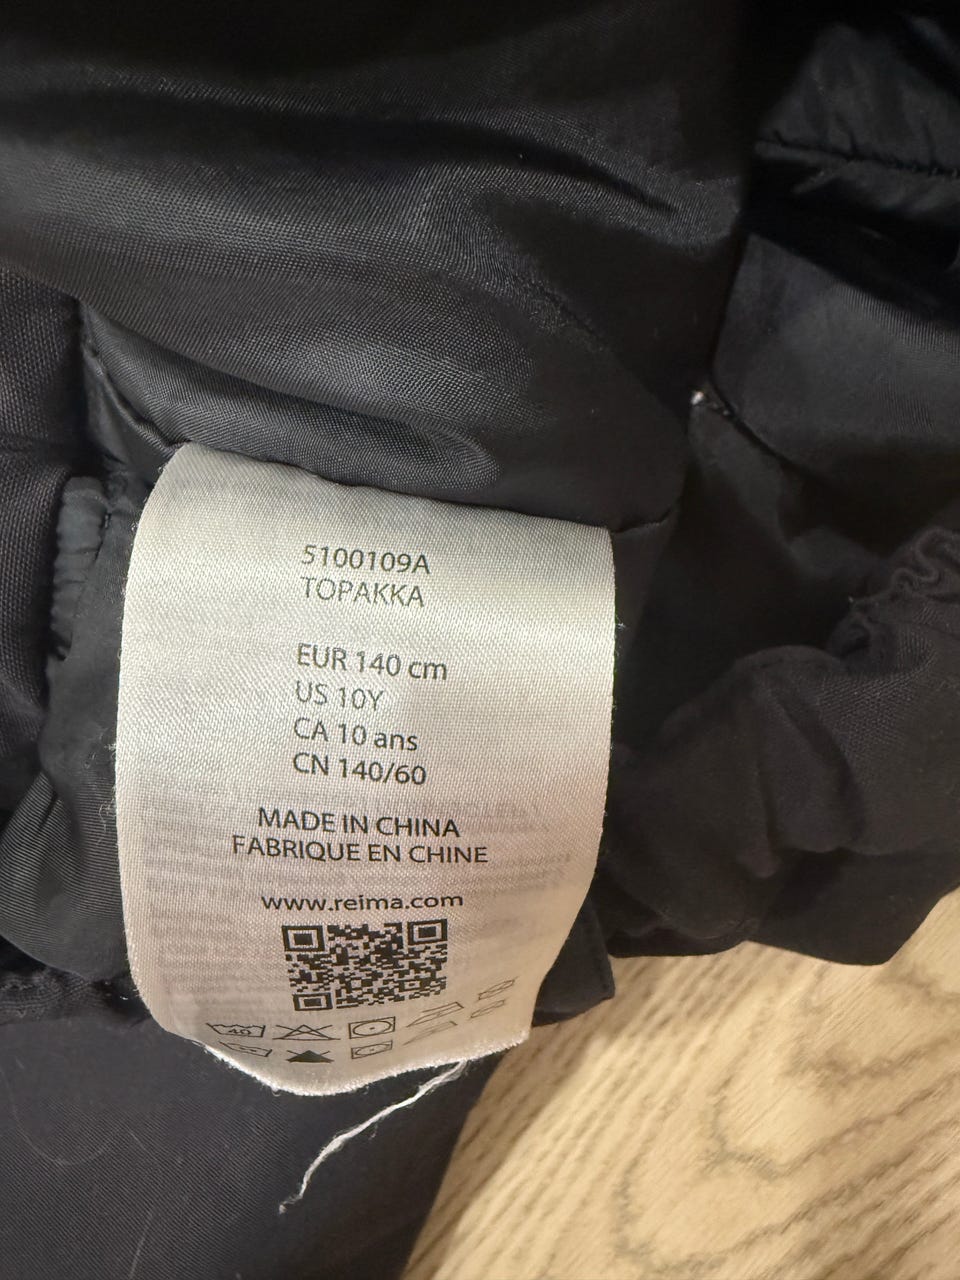 5100109A
TOPAKKA
EUR 140 cm
US 10Y
CA 10 ans
CN 140/60
MADE IN CHINA
FABRIQUE EN CHINE
www.reima.com
40